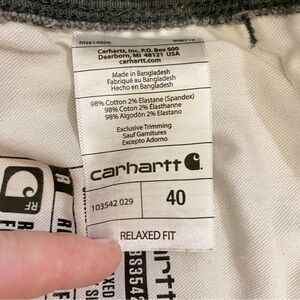 RN#14806
Carhartt, Inc. P.O. Box 600
Dearborn, MI 48121 USA
carhartt.com
Made in Bangladesh
Fabriqué au Bangladesh
Hecho en Bangladesh
98% Cotton 2% Elastane (Spandex)
98% Coton 2% Élasthanne
98% Algodón 2% Elastano
Exclusive Trimming
Sauf Garnitures
Excepto Adorno
carhartt
103542 029
40
RELAXED FIT
RF